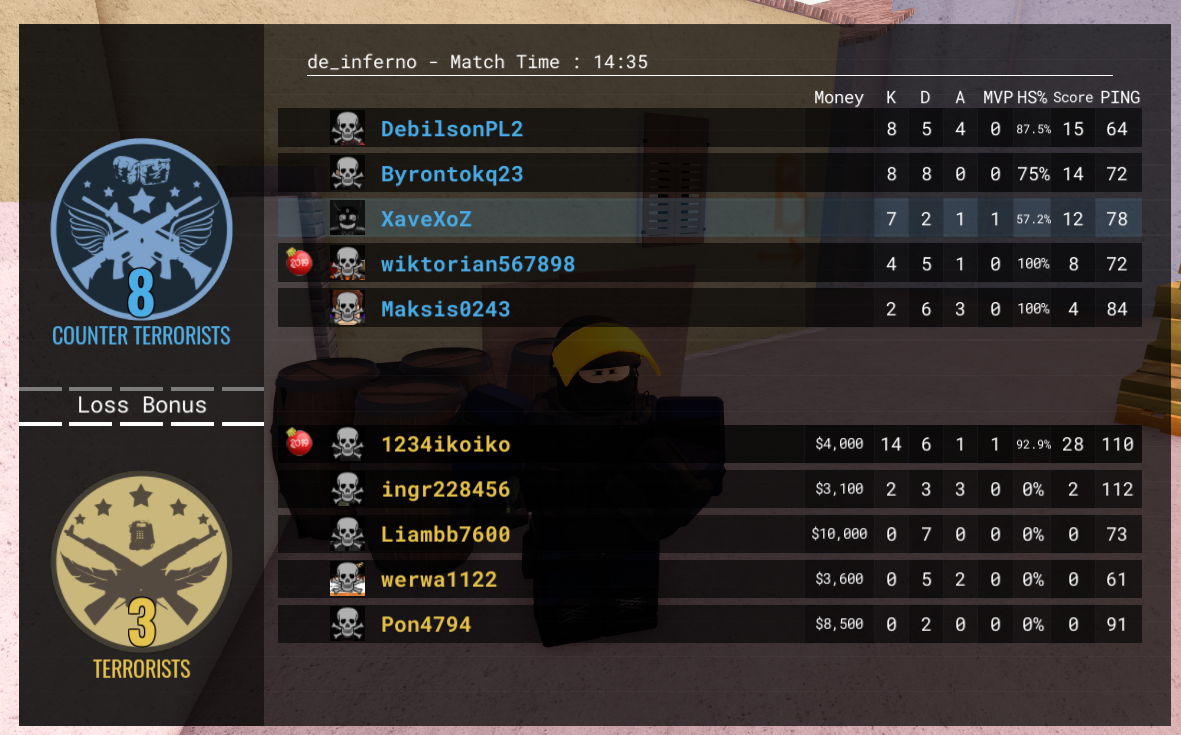 de_inferno - Match Time : 14:35
Money K D A MVP HS% Score PING
DebilsonPL2 8 5 4 0 87.5% 15 64
Byrontokq23 8 8 0 0 75% 14 72
XaveXoZ 7 2 1 1 57.2% 12 78
2019 wiktorian567898 4 5 1 0 100% 8 72
Maksis0243 2 6 3 0 100% 4 84
8
COUNTER TERRORISTS
Loss Bonus
2019 1234ikoiko $4,000 14 6 1 1 92.9% 28 110
ingr228456 $3,100 2 3 3 0 0% 2 112
Liambb7600 $10,000 0 7 0 0 0% 0 73
werwa1122 $3,600 0 5 2 0 0% 0 61
Pon4794 $8,500 0 2 0 0 0% 0 91
3
TERRORISTS